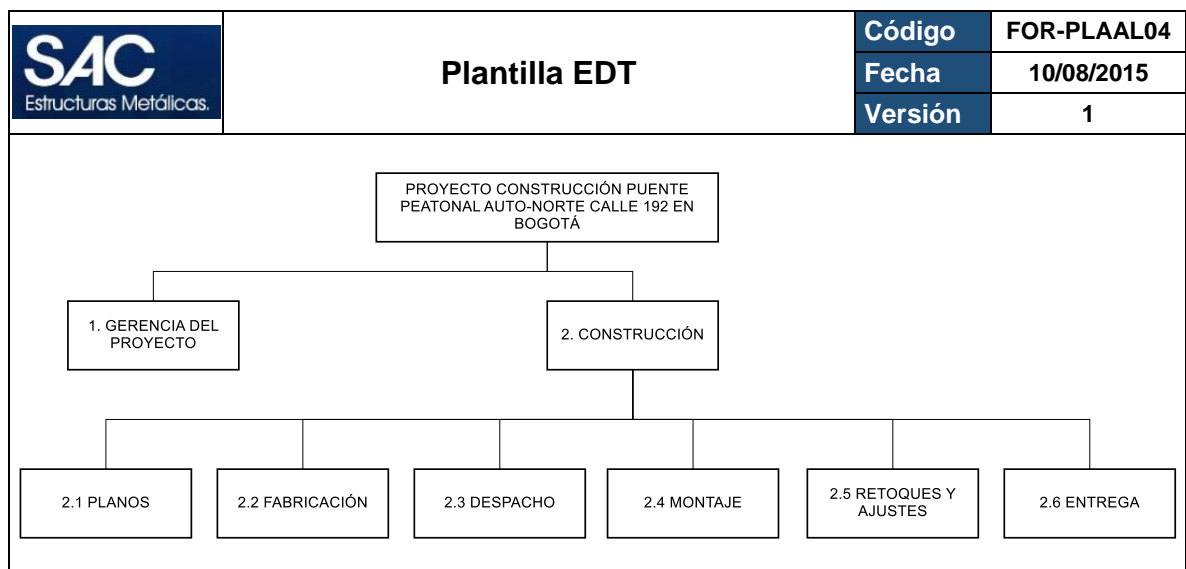 SAC
Estructuras Metálicas.
Plantilla EDT
Código FOR-PLAAL04
Fecha 10/08/2015
Versión 1
PROYECTO CONSTRUCCIÓN PUENTE
PEATONAL AUTO-NORTE CALLE 192 EN
BOGOTÁ
1. GERENCIA DEL
PROYECTO
2. CONSTRUCCIÓN
2.1 PLANOS
2.2 FABRICACIÓN
2.3 DESPACHO
2.4 MONTAJE
2.5 RETOQUES Y
AJUSTES
2.6 ENTREGA